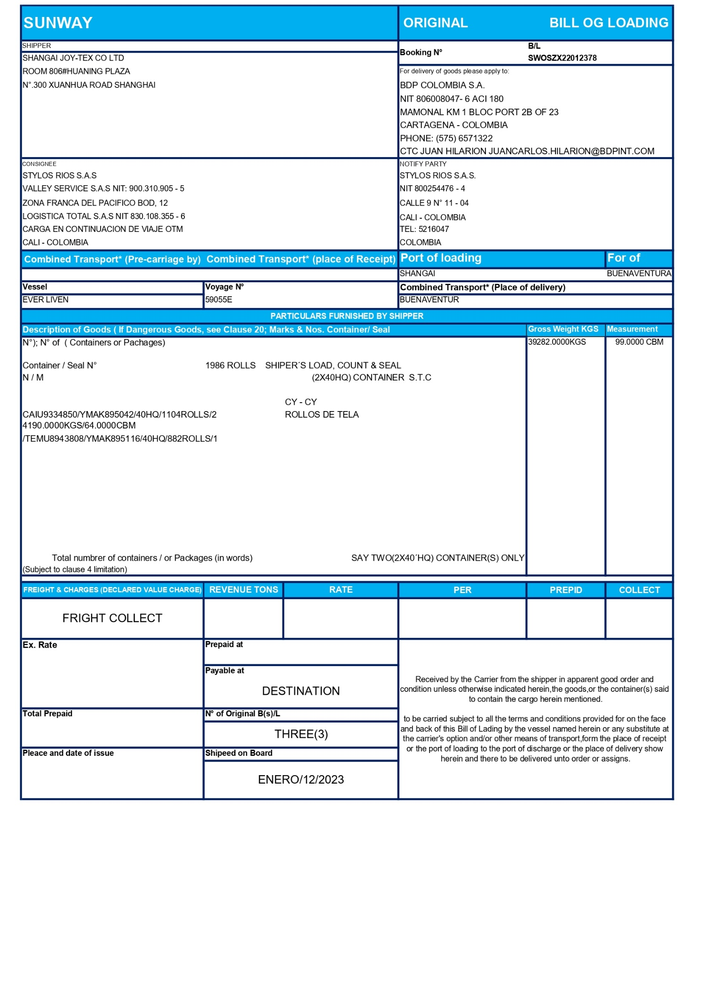 SUNWAY
ORIGINAL BILL OG LOADING
SHIPPER
SHANGAI JOY-TEX CO LTD
ROOM 806#HUANING PLAZA
N°.300 XUANHUA ROAD SHANGHAI
Booking N°
B/L
SWOSZX22012378
For delivery of goods please apply to:
BDP COLOMBIA S.A.
NIT 806008047- 6 ACI 180
MAMONAL KM 1 BLOC PORT 2B OF 23
CARTAGENA - COLOMBIA
PHONE: (575) 6571322
CTC JUAN HILARION JUANCARLOS.HILARION@BDPINT.COM
CONSIGNEE
STYLOS RIOS S.A.S
VALLEY SERVICE S.A.S NIT: 900.310.905 - 5
ZONA FRANCA DEL PACIFICO BOD, 12
LOGISTICA TOTAL S.A.S NIT 830.108.355 - 6
CARGA EN CONTINUACION DE VIAJE OTM
CALI - COLOMBIA
NOTIFY PARTY
STYLOS RIOS S.A.S.
NIT 800254476 - 4
CALLE 9 N° 11 - 04
CALI - COLOMBIA
TEL: 5216047
COLOMBIA
Combined Transport* (Pre-carriage by) Combined Transport* (place of Receipt) Port of loading For of
SHANGAI BUENAVENTURA
Vessel Voyage Nº Combined Transport* (Place of delivery)
EVER LIVEN 59055E BUENAVENTUR
PARTICULARS FURNISHED BY SHIPPER
Description of Goods ( If Dangerous Goods, see Clause 20; Marks & Nos. Container/ Seal Gross Weight KGS Measurement
N°); N° of ( Containers or Pachages) 39282.0000KGS 99.0000 CBM
Container / Seal N° 1986 ROLLS SHIPER´S LOAD, COUNT & SEAL
N / M (2X40HQ) CONTAINER S.T.C
CY - CY
CAIU9334850/YMAK895042/40HQ/1104ROLLS/2 ROLLOS DE TELA
4190.0000KGS/64.0000CBM
/TEMU8943808/YMAK895116/40HQ/882ROLLS/1
Total numbrer of containers / or Packages (in words) SAY TWO(2X40´HQ) CONTAINER(S) ONLY
(Subject to clause 4 limitation)
FREIGHT & CHARGES (DECLARED VALUE CHARGE) REVENUE TONS RATE PER PREPID COLLECT
FRIGHT COLLECT
Ex. Rate
Prepaid at
Payable at
DESTINATION
Total Prepaid
N° of Original B(s)/L
THREE(3)
Pleace and date of issue
Shipeed on Board
ENERO/12/2023
Received by the Carrier from the shipper in apparent good order and
condition unless otherwise indicated herein,the goods,or the container(s) said
to contain the cargo herein mentioned.
to be carried subject to all the terms and conditions provided for on the face
and back of this Bill of Lading by the vessel named herein or any substitute at
the carrier's option and/or other means of transport,form the place of receipt
or the port of loading to the port of discharge or the place of delivery show
herein and there to be delivered unto order or assigns.